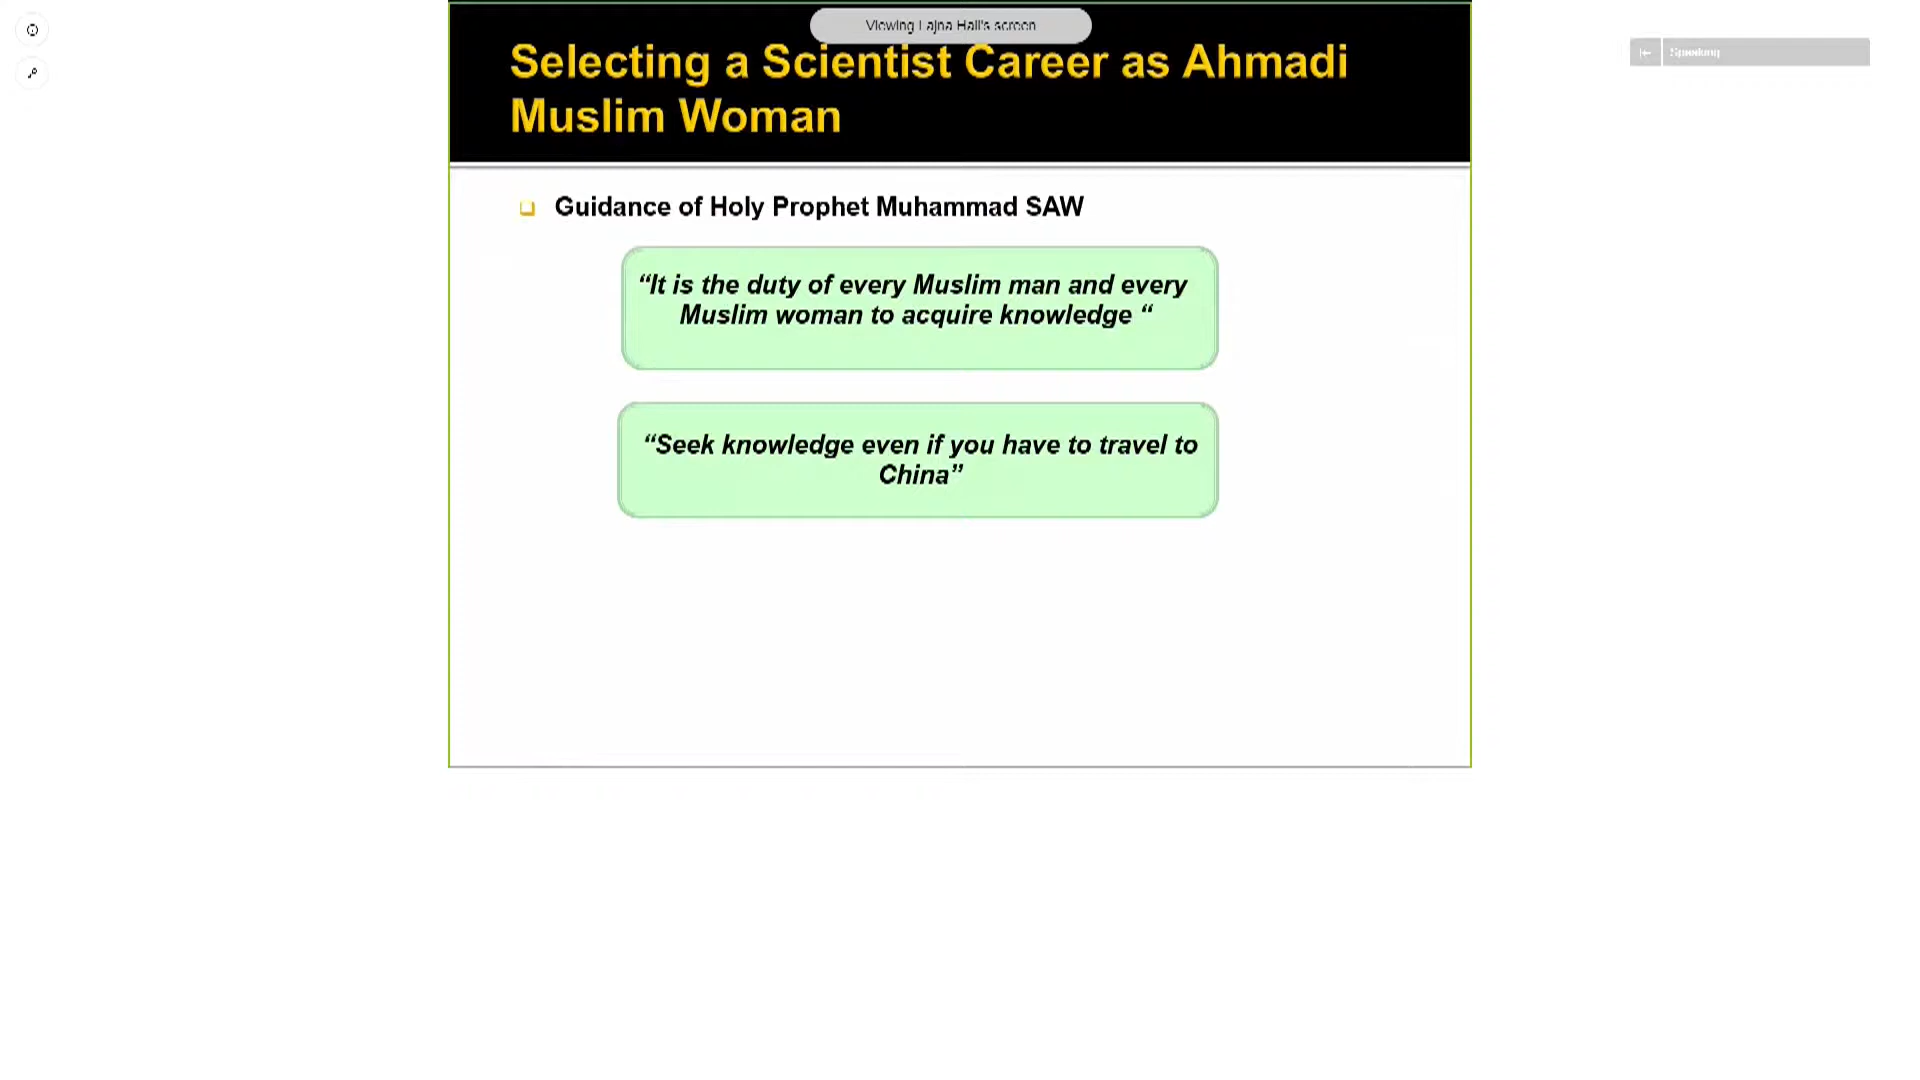 Viewing Lajna Hall's screen
Speaking
Selecting a Scientist Career as Ahmadi
Muslim Woman
Guidance of Holy Prophet Muhammad SAW
“It is the duty of every Muslim man and every
Muslim woman to acquire knowledge “
“Seek knowledge even if you have to travel to
China”